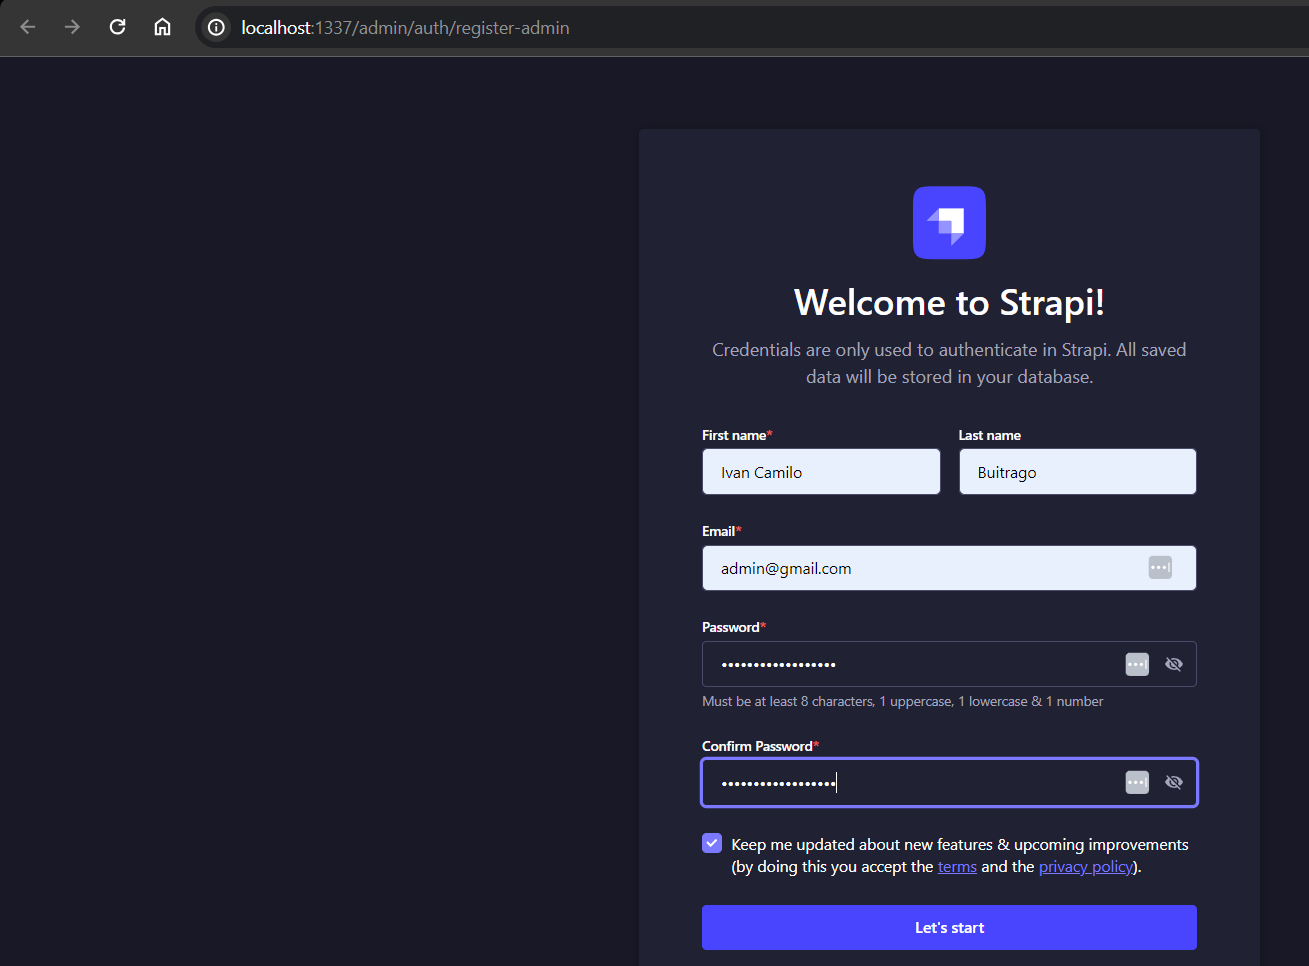 localhost:1337/admin/auth/register-admin
Welcome to Strapi!
Credentials are only used to authenticate in Strapi. All saved
data will be stored in your database.
First name*
Last name
Ivan Camilo
Buitrago
Email*
admin@gmail.com
Password*
••••••••••••••••••
Must be at least 8 characters, 1 uppercase, 1 lowercase & 1 number
Confirm Password*
••••••••••••••••••
Keep me updated about new features & upcoming improvements
(by doing this you accept the terms and the privacy policy).
Let's start